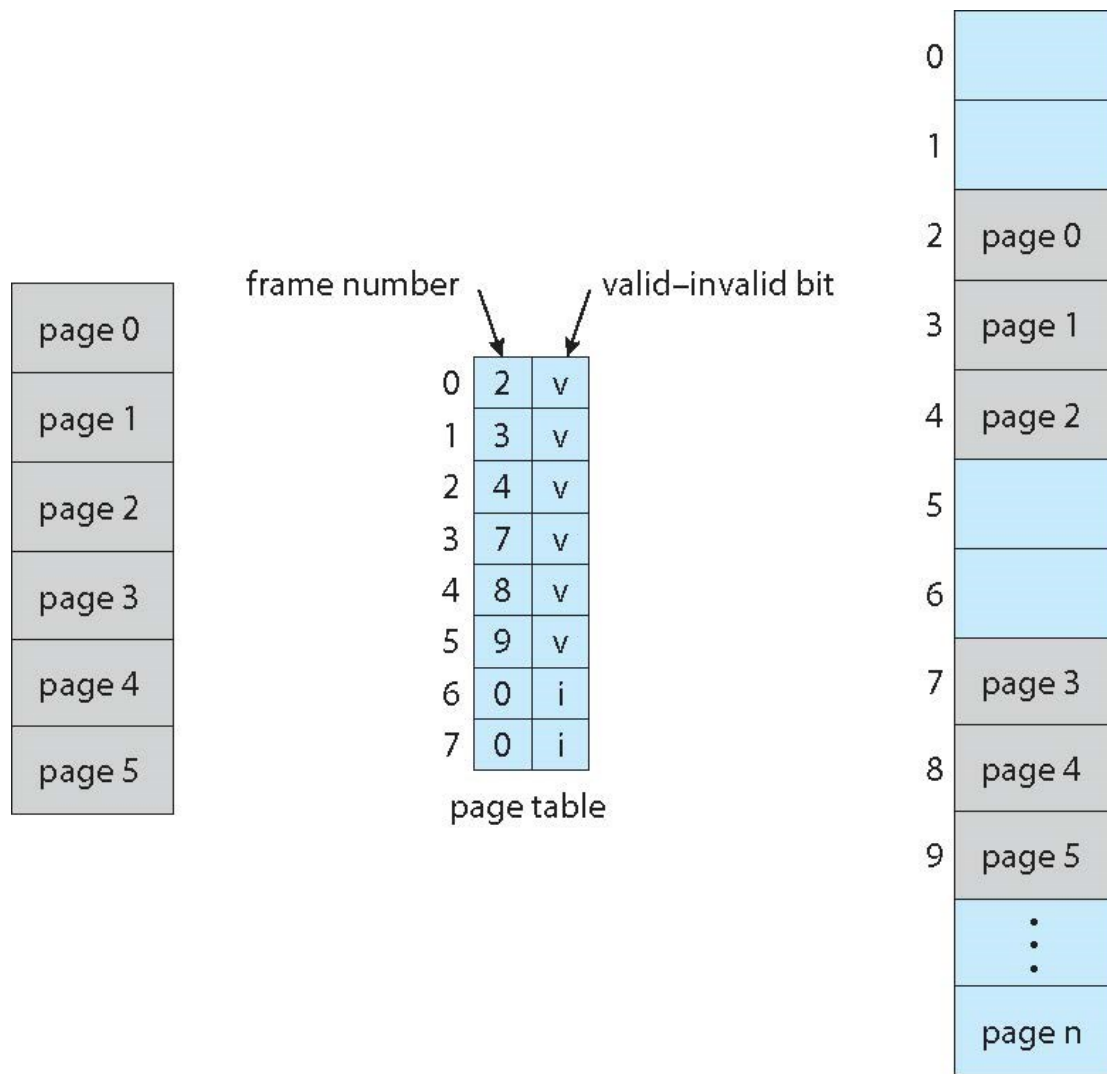 page 0
page 1
page 2
page 3
page 4
page 5
frame number
valid–invalid bit
0 2 v
1 3 v
2 4 v
3 7 v
4 8 v
5 9 v
6 0 i
7 0 i
page table
0
1
2 page 0
3 page 1
4 page 2
5
6
7 page 3
8 page 4
9 page 5
page n